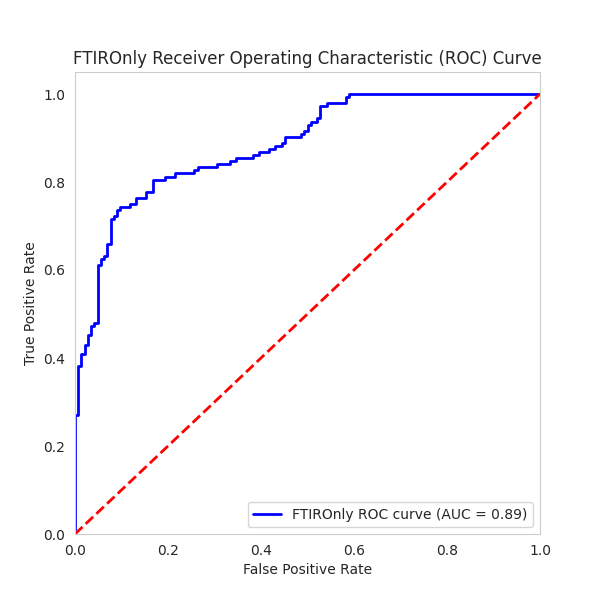 FTIROnly Receiver Operating Characteristic (ROC) Curve
True Positive Rate
1.0
0.8
0.6
0.4
0.2
0.0
FTIROnly ROC curve (AUC = 0.89)
0.0 0.2 0.4 0.6 0.8 1.0
False Positive Rate